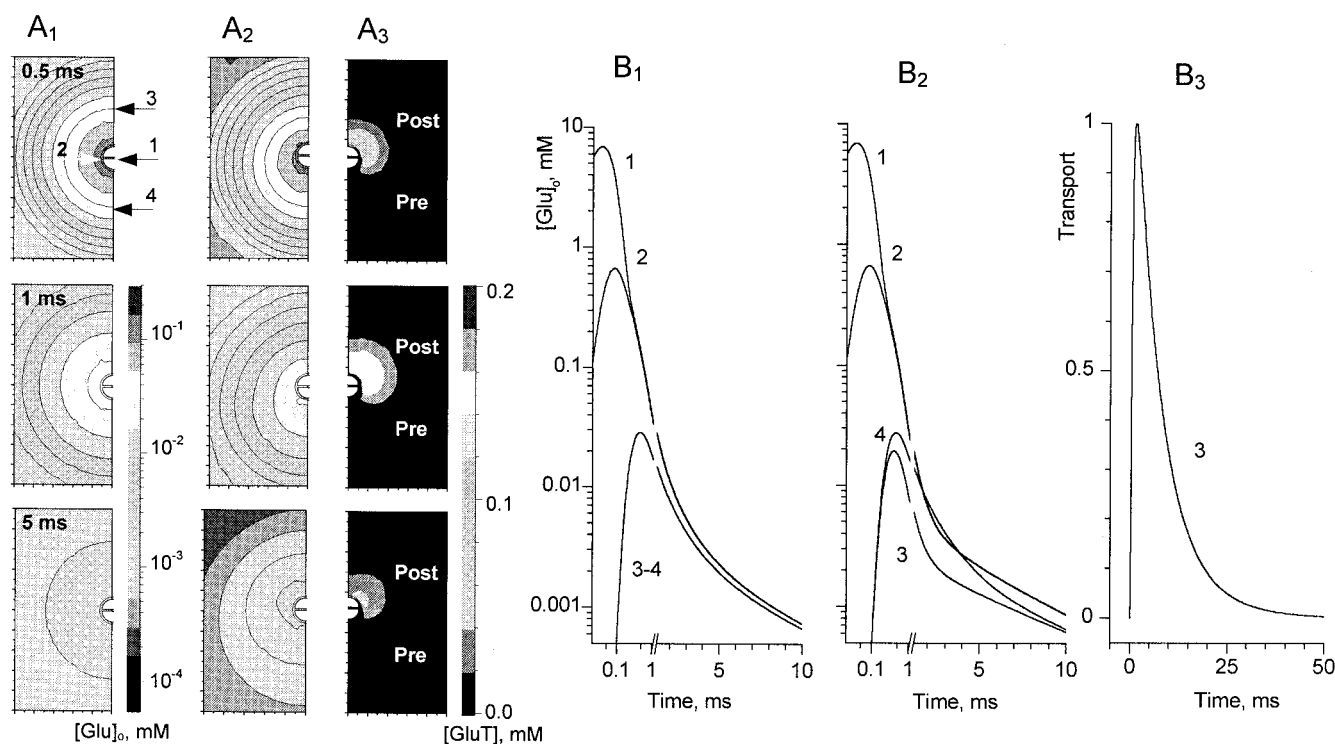 A1
A2
A3
0.5 ms
3
2
1
4
Post
Pre
1 ms
Post
Pre
5 ms
Post
Pre
10-1
10-2
10-3
10-4
[Glu]o, mM
0.2
0.1
0.0
[GluT], mM
B1
10
1
0.1
0.01
0.001
[Glu]o, mM
1
2
3-4
0.1
1
5
10
Time, ms
B2
1
2
4
3
0.1
1
5
10
Time, ms
B3
1
0.5
0
Transport
3
0
25
50
Time, ms